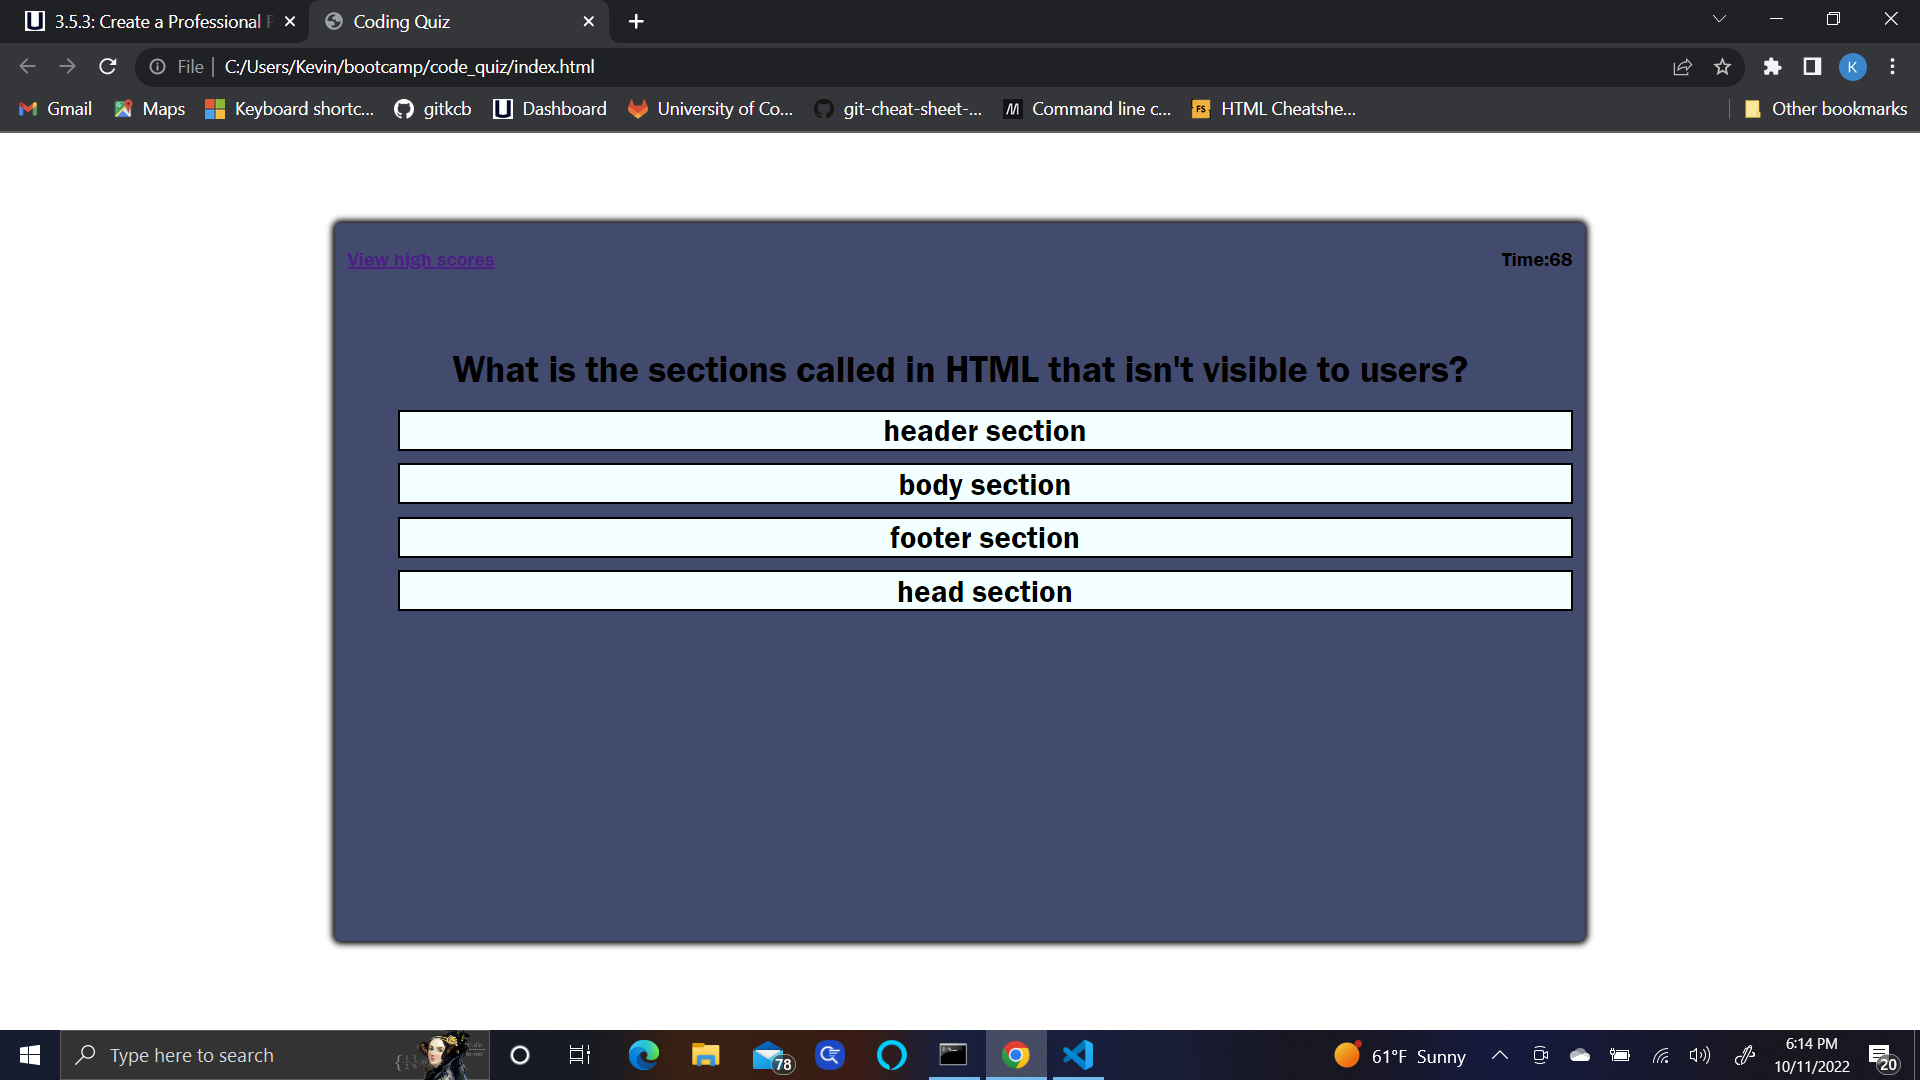 3.5.3: Create a Professional P
Coding Quiz
File
C:/Users/Kevin/bootcamp/code_quiz/index.html
K
Gmail
Maps
Keyboard shortc...
gitkcb
Dashboard
University of Co...
git-cheat-sheet-...
Command line c...
FS
HTML Cheatshe...
Other bookmarks
View high scores
Time:68
What is the sections called in HTML that isn't visible to users?
header section
body section
footer section
head section
Type here to search
78
61°F Sunny
6:14 PM
10/11/2022
20